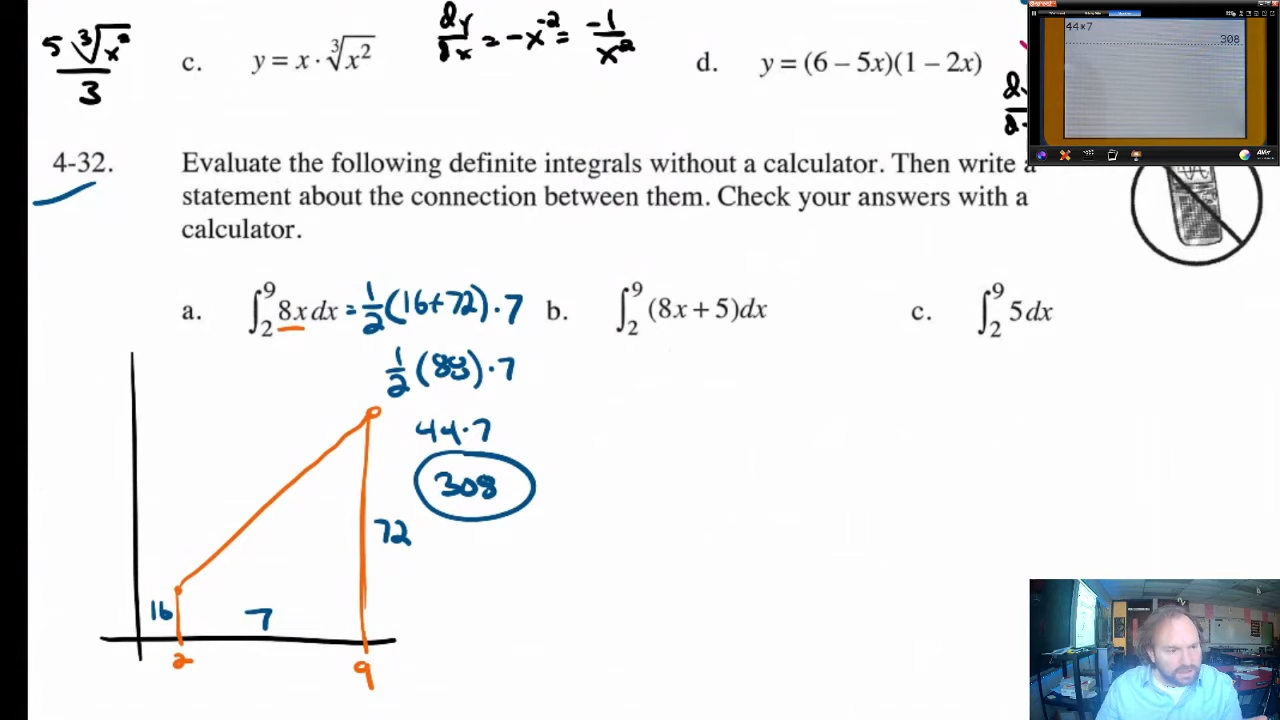 5∛x²/3
dy/dx = -x⁻² = -1/x²
c. y = x · ∛x²
d. y = (6 – 5x)(1 – 2x)
44*7
308
4-32. Evaluate the following definite integrals without a calculator. Then write a
statement about the connection between them. Check your answers with a
calculator.
a. ∫₂⁹ 8x dx = 1/2(16+72)·7
b. ∫₂⁹ (8x + 5)dx
c. ∫₂⁹ 5 dx
1/2(88)·7
44·7
308
72
16
7
2
9